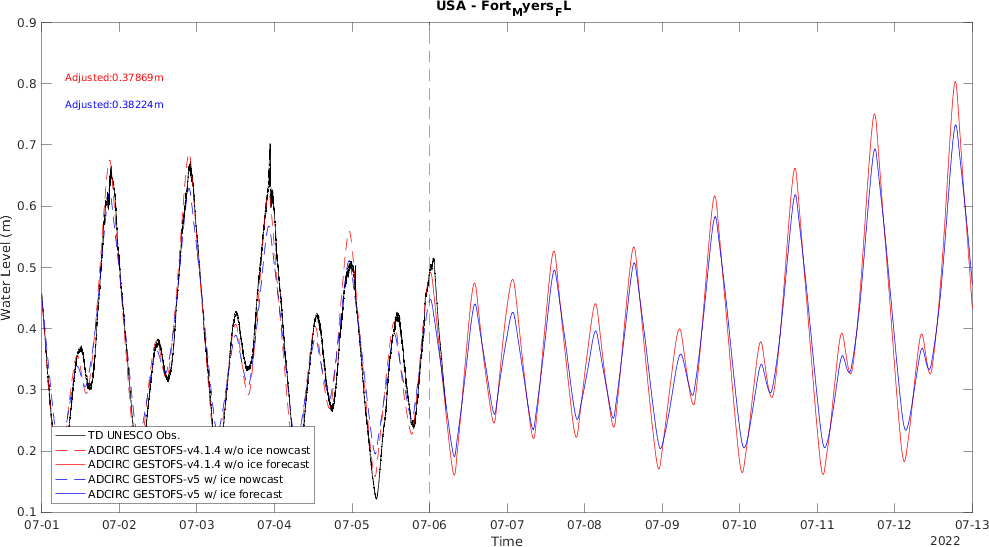 USA - FortMyersFL
0.9
0.8
0.7
0.6
0.5
0.4
0.3
0.2
0.1
Water Level (m)
Adjusted:0.37869m
Adjusted:0.38224m
TD UNESCO Obs.
ADCIRC GESTOFS-v4.1.4 w/o ice nowcast
ADCIRC GESTOFS-v4.1.4 w/o ice forecast
ADCIRC GESTOFS-v5 w/ ice nowcast
ADCIRC GESTOFS-v5 w/ ice forecast
07-01 07-02 07-03 07-04 07-05 07-06 07-07 07-08 07-09 07-10 07-11 07-12 07-13
Time
2022